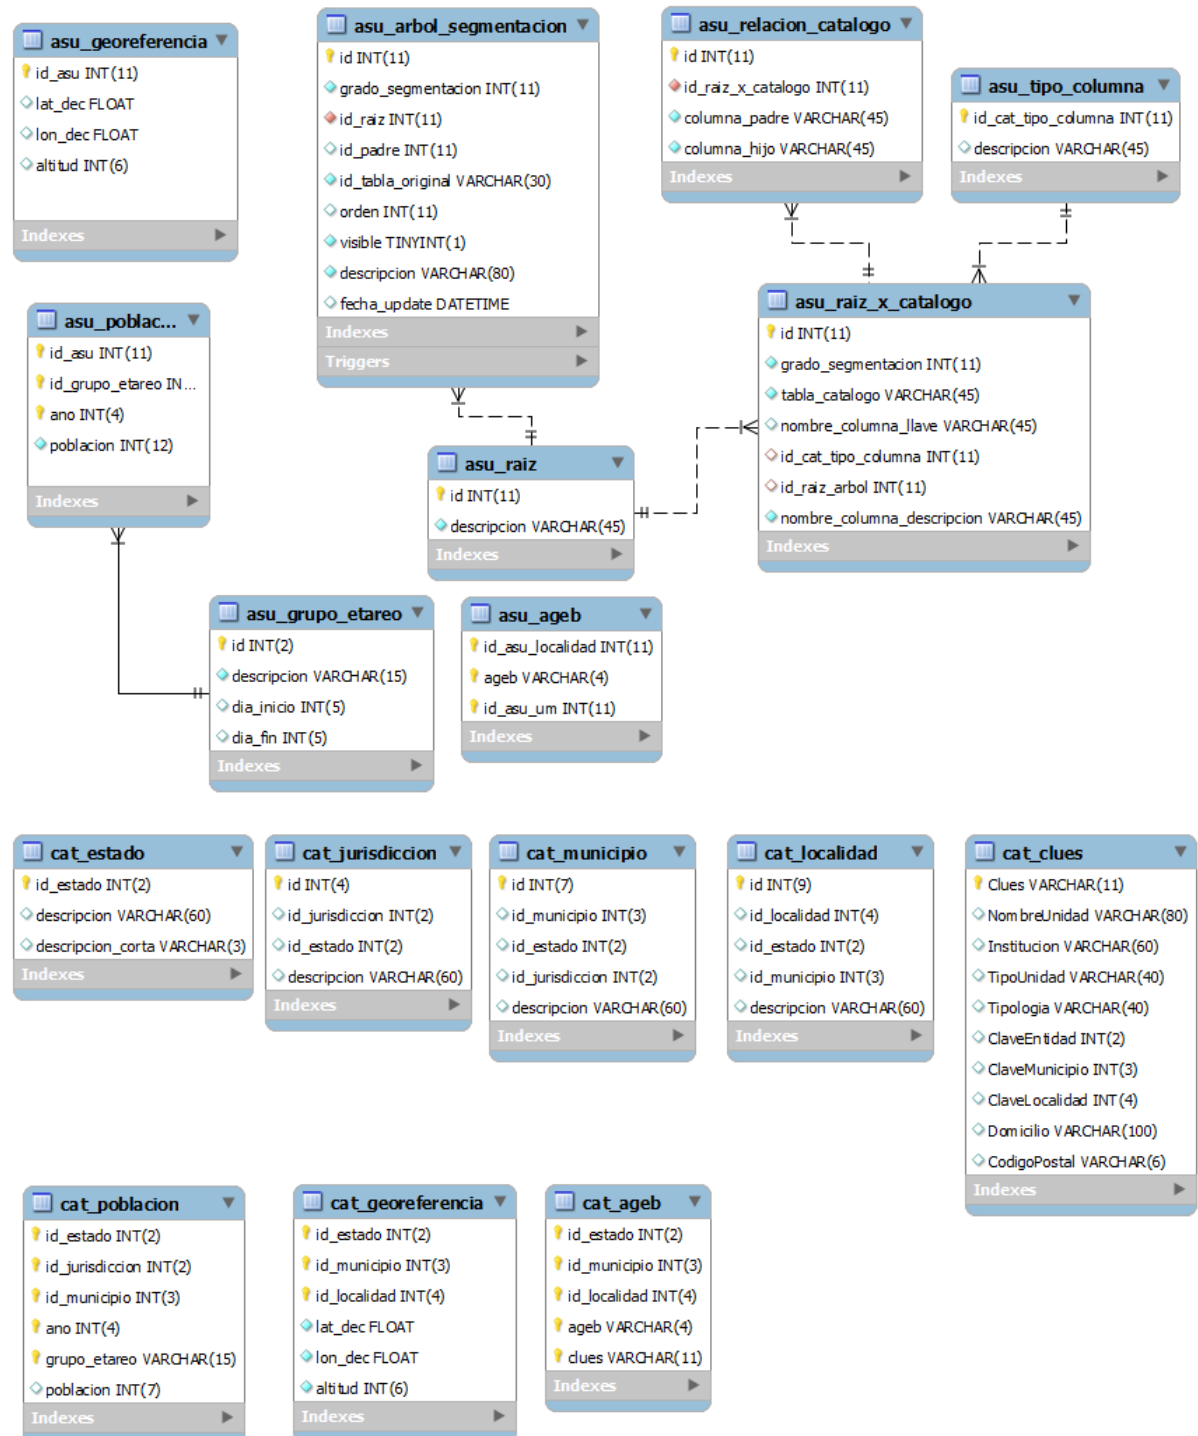 asu_georeferencia
id_asu INT(11)
lat_dec FLOAT
lon_dec FLOAT
altitud INT(6)
Indexes
asu_arbol_segmentacion
id INT(11)
grado_segmentacion INT(11)
id_raiz INT(11)
id_padre INT(11)
id_tabla_original VARCHAR(30)
orden INT(11)
visible TINYINT(1)
descripcion VARCHAR(80)
fecha_update DATETIME
Indexes
Triggers
asu_relacion_catalogo
id INT(11)
id_raiz_x_catalogo INT(11)
columna_padre VARCHAR(45)
columna_hijo VARCHAR(45)
Indexes
asu_tipo_columna
id_cat_tipo_columna INT(11)
descripcion VARCHAR(45)
Indexes
asu_poblac...
id_asu INT(11)
id_grupo_etareo IN...
ano INT(4)
poblacion INT(12)
Indexes
asu_raiz
id INT(11)
descripcion VARCHAR(45)
Indexes
asu_raiz_x_catalogo
id INT(11)
grado_segmentacion INT(11)
tabla_catalogo VARCHAR(45)
nombre_columna_llave VARCHAR(45)
id_cat_tipo_columna INT(11)
id_raiz_arbol INT(11)
nombre_columna_descripcion VARCHAR(45)
Indexes
asu_grupo_etareo
id INT(2)
descripcion VARCHAR(15)
dia_inicio INT(5)
dia_fin INT(5)
Indexes
asu_ageb
id_asu_localidad INT(11)
ageb VARCHAR(4)
id_asu_um INT(11)
Indexes
cat_estado
id_estado INT(2)
descripcion VARCHAR(60)
descripcion_corta VARCHAR(3)
Indexes
cat_jurisdiccion
id INT(4)
id_jurisdiccion INT(2)
id_estado INT(2)
descripcion VARCHAR(60)
Indexes
cat_municipio
id INT(7)
id_municipio INT(3)
id_estado INT(2)
id_jurisdiccion INT(2)
descripcion VARCHAR(60)
Indexes
cat_localidad
id INT(9)
id_localidad INT(4)
id_estado INT(2)
id_municipio INT(3)
descripcion VARCHAR(60)
Indexes
cat_clues
Clues VARCHAR(11)
NombreUnidad VARCHAR(80)
Institucion VARCHAR(60)
TipoUnidad VARCHAR(40)
Tipologia VARCHAR(40)
ClaveEntidad INT(2)
ClaveMunicipio INT(3)
ClaveLocalidad INT(4)
Domicilio VARCHAR(100)
CodigoPostal VARCHAR(6)
Indexes
cat_poblacion
id_estado INT(2)
id_jurisdiccion INT(2)
id_municipio INT(3)
ano INT(4)
grupo_etareo VARCHAR(15)
poblacion INT(7)
Indexes
cat_georeferencia
id_estado INT(2)
id_municipio INT(3)
id_localidad INT(4)
lat_dec FLOAT
lon_dec FLOAT
altitud INT(6)
Indexes
cat_ageb
id_estado INT(2)
id_municipio INT(3)
id_localidad INT(4)
ageb VARCHAR(4)
clues VARCHAR(11)
Indexes